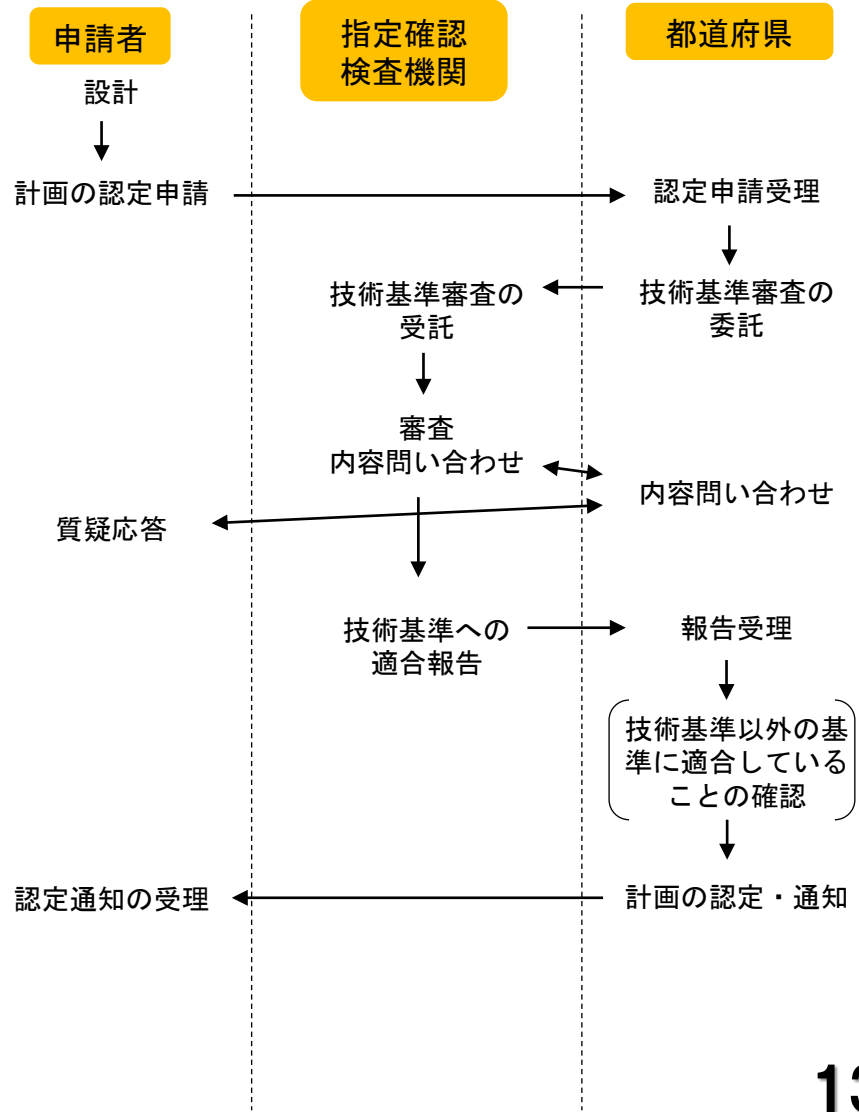 申請者
指定確認
検査機関
都道府県
設計
計画の認定申請
認定申請受理
技術基準審査の
受託
技術基準審査の
委託
審査
内容問い合わせ
内容問い合わせ
質疑応答
技術基準への
適合報告
報告受理
技術基準以外の基
準に適合している
ことの確認
認定通知の受理
計画の認定・通知
13